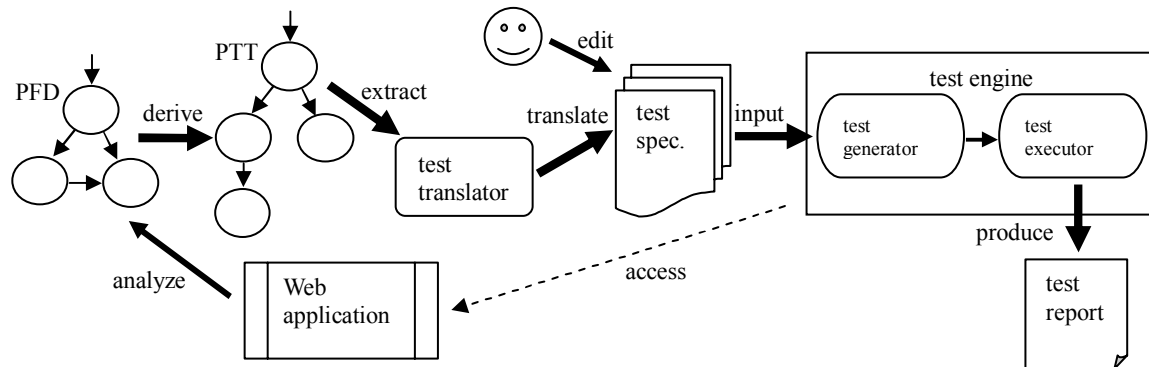 PFD
derive
PTT
extract
edit
translate
test
translator
test
spec.
input
test engine
test
generator
test
executor
produce
test
report
access
analyze
Web
application